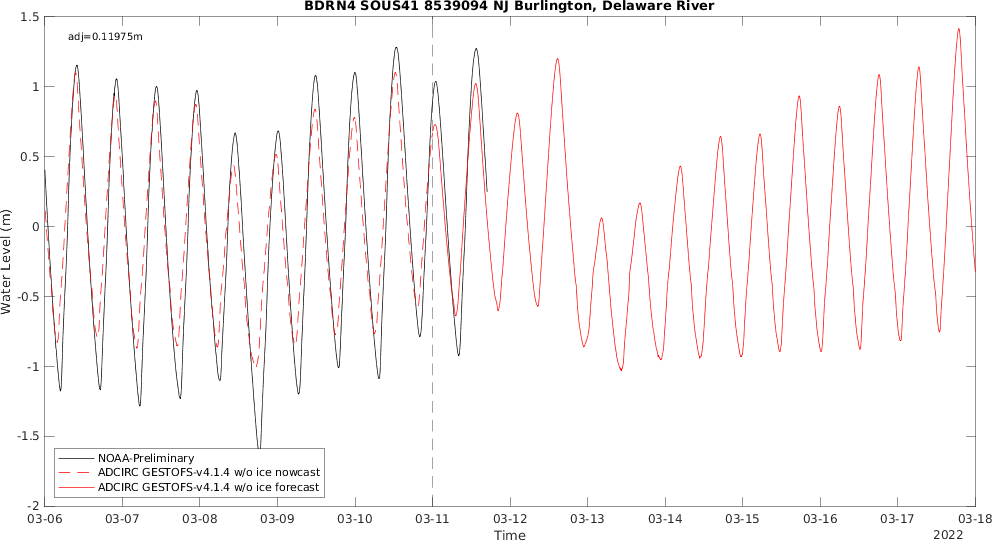 BDRN4 SOUS41 8539094 NJ Burlington, Delaware River
adj=0.11975m
1.5
1
0.5
0
-0.5
-1
-1.5
-2
Water Level (m)
NOAA-Preliminary
ADCIRC GESTOFS-v4.1.4 w/o ice nowcast
ADCIRC GESTOFS-v4.1.4 w/o ice forecast
03-06 03-07 03-08 03-09 03-10 03-11 03-12 03-13 03-14 03-15 03-16 03-17 03-18
Time
2022